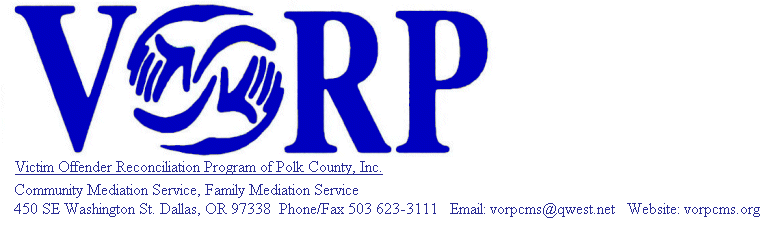 VORP
Victim Offender Reconciliation Program of Polk County, Inc.
Community Mediation Service, Family Mediation Service
450 SE Washington St. Dallas, OR 97338 Phone/Fax 503 623-3111 Email: vorpcms@qwest.net Website: vorpcms.org